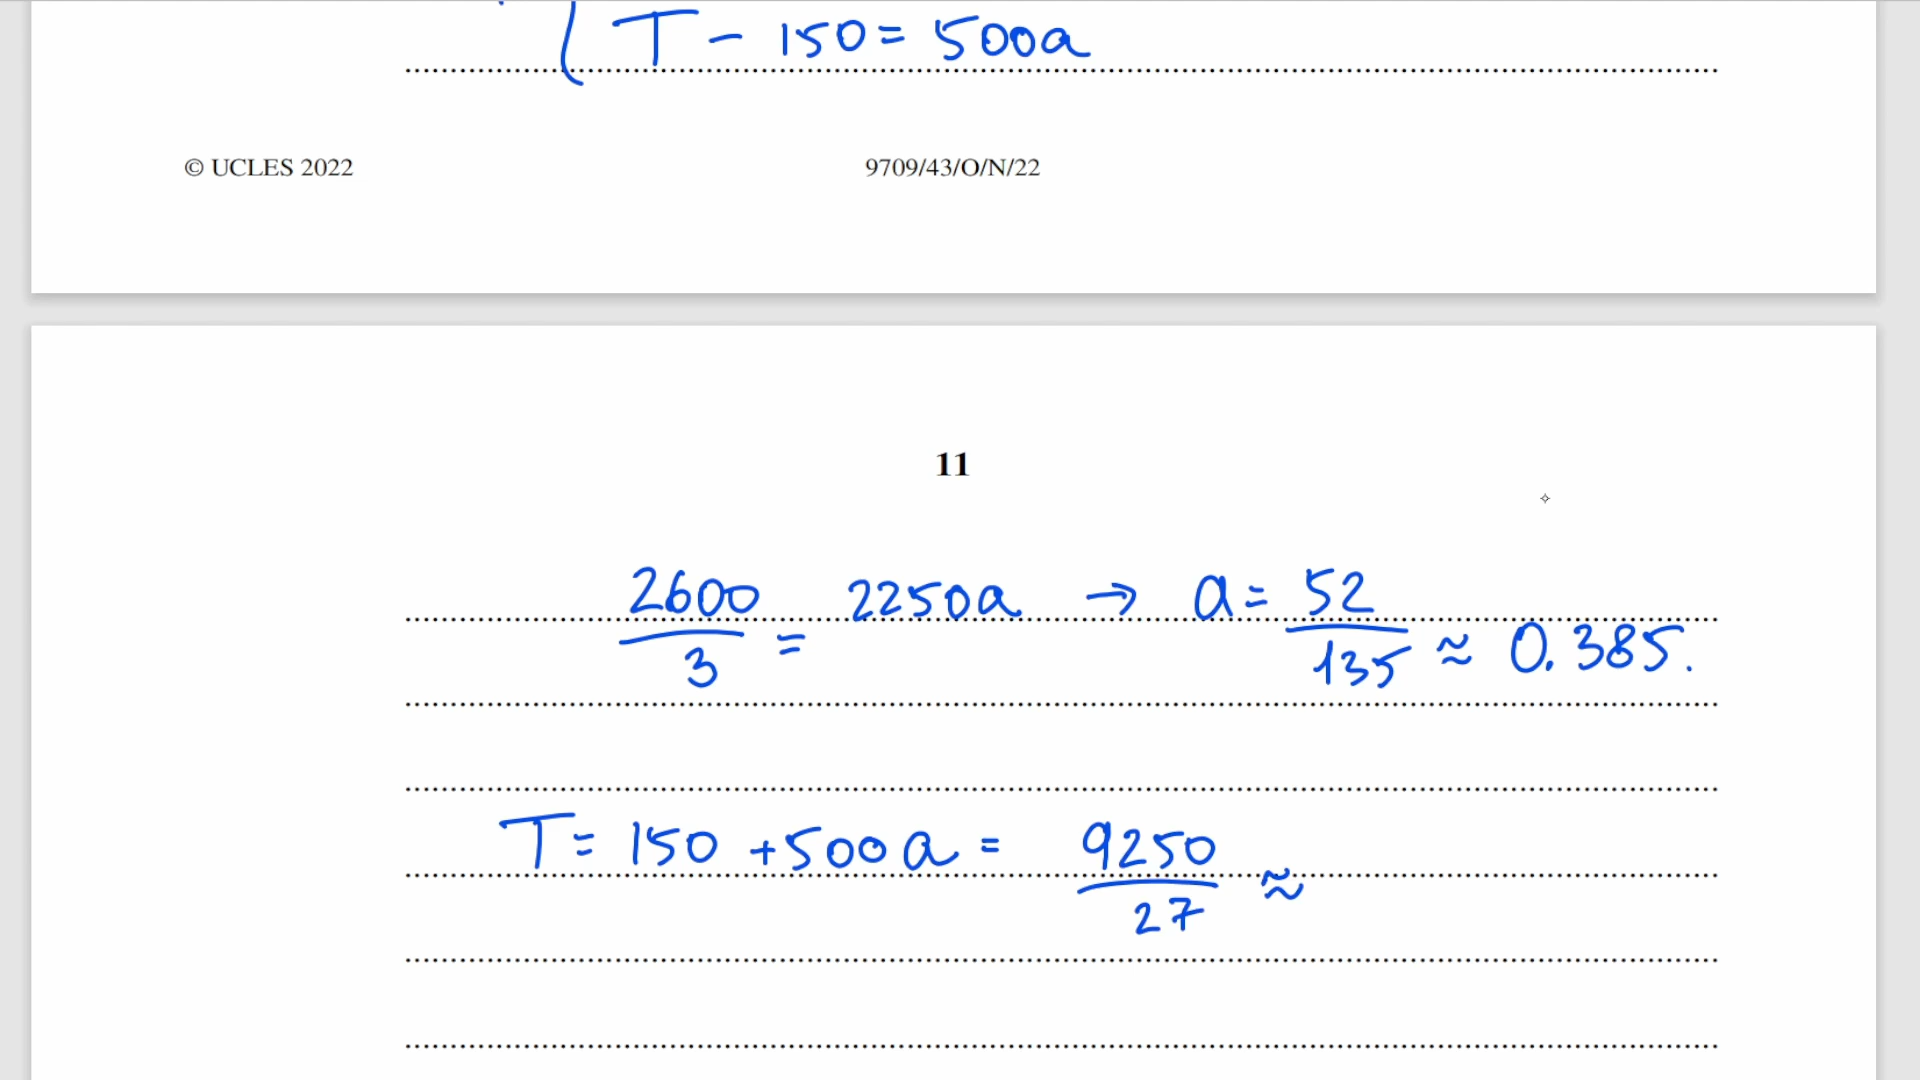 T - 150 = 500a
© UCLES 2022
9709/43/O/N/22
11
2600/3 = 2250a → a = 52/135 ≈ 0.385.
T = 150 + 500a = 9250/27 ≈